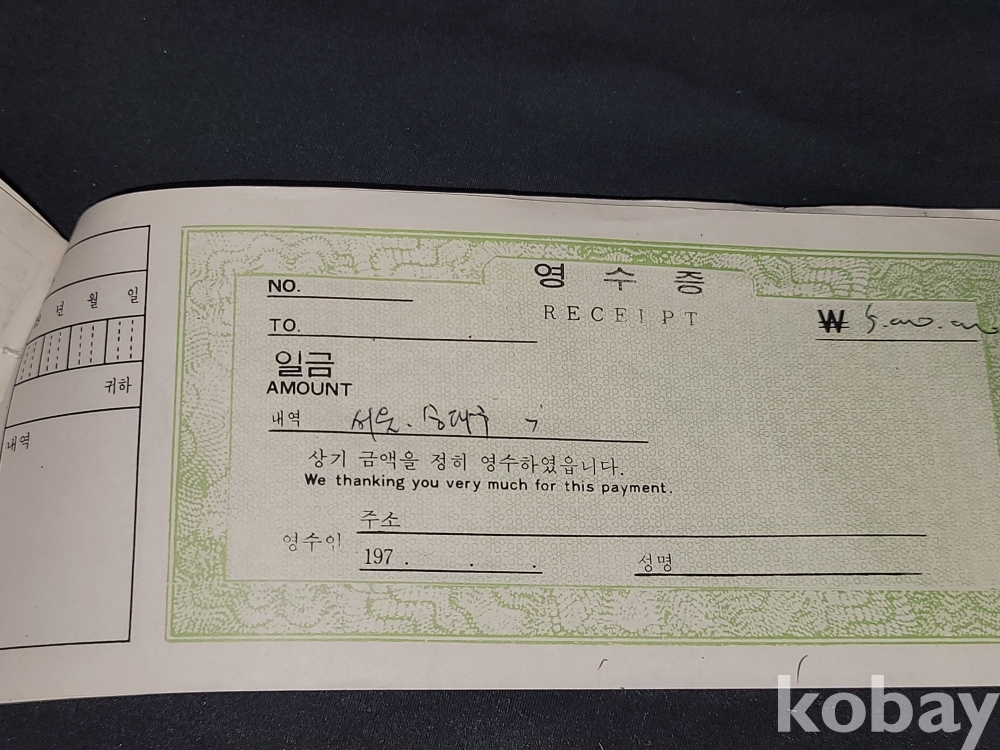 년 월 일
귀하
내역
영수증
RECEIPT
NO.
TO.
₩
일금
AMOUNT
내역 서울.
상기 금액을 정히 영수하였읍니다.
We thanking you very much for this payment.
영수인
주소
197 . . .
성명
kobay